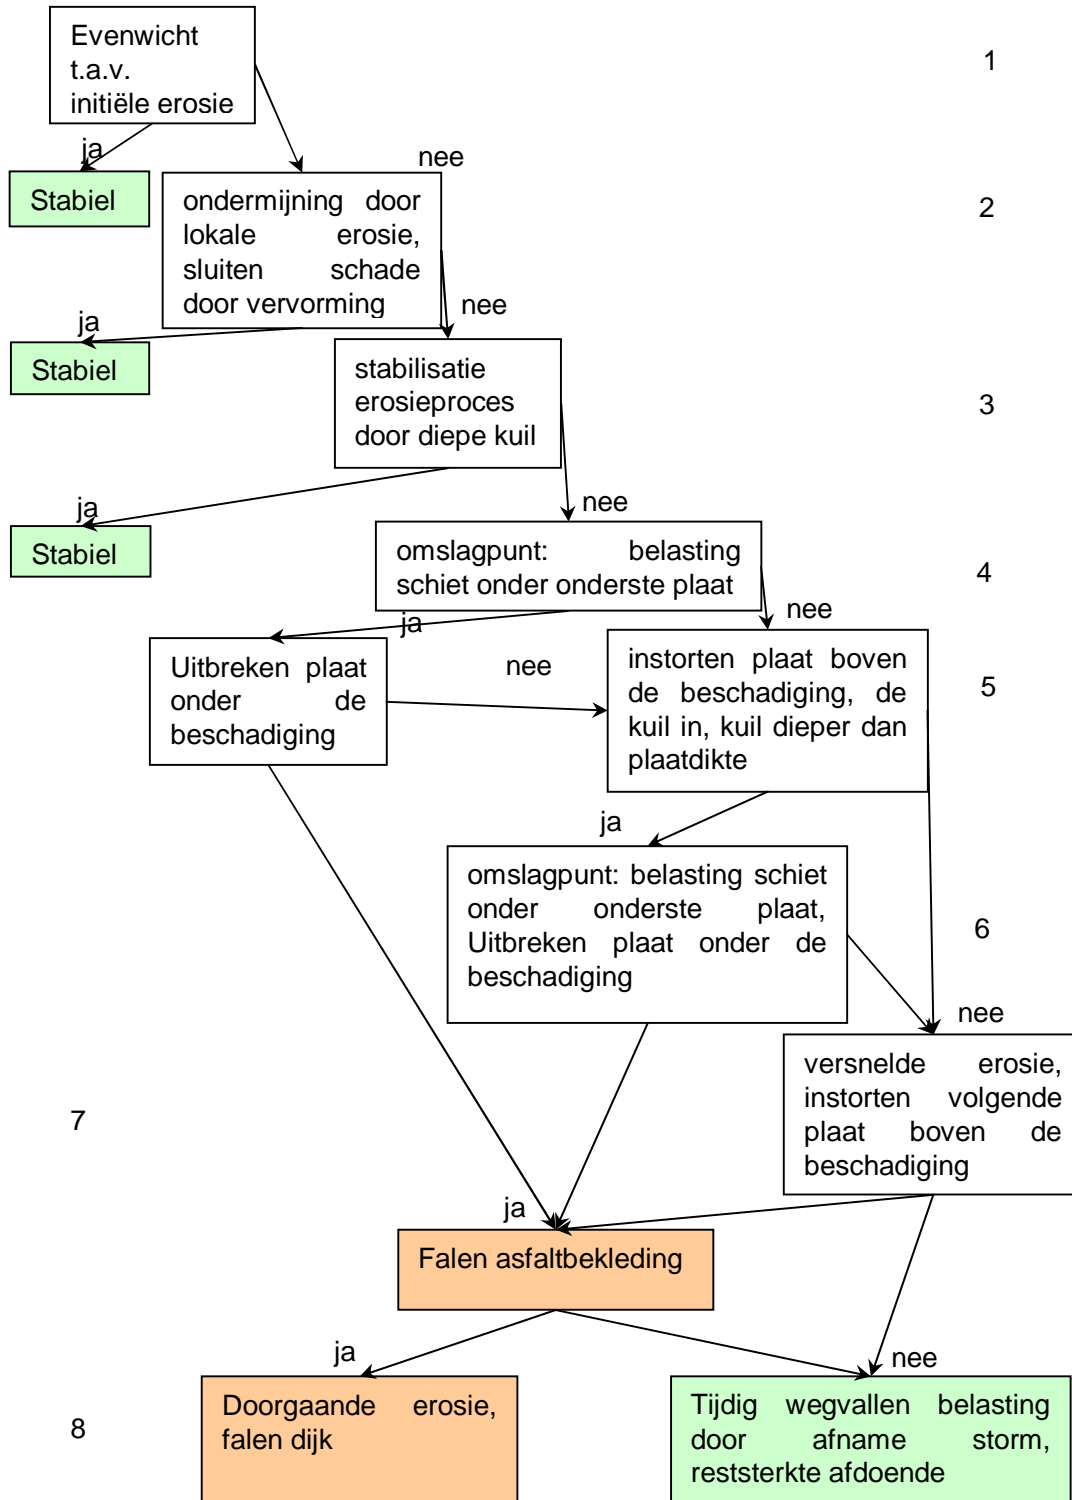 Evenwicht
t.a.v.
initiële erosie
1
ja
nee
Stabiel
ondermijning door
lokale erosie,
sluiten schade
door vervorming
2
ja
nee
Stabiel
stabilisatie
erosieproces
door diepe kuil
3
ja
nee
Stabiel
omslagpunt: belasting
schiet onder onderste plaat
4
ja
nee
Uitbreken plaat
onder de
beschadiging
nee
instorten plaat boven
de beschadiging, de
kuil in, kuil dieper dan
plaatdikte
5
ja
omslagpunt: belasting schiet
onder onderste plaat,
Uitbreken plaat onder de
beschadiging
6
nee
versnelde erosie,
instorten volgende
plaat boven de
beschadiging
7
ja
Falen asfaltbekleding
ja
nee
Doorgaande erosie,
falen dijk
Tijdig wegvallen belasting
door afname storm,
reststerkte afdoende
8